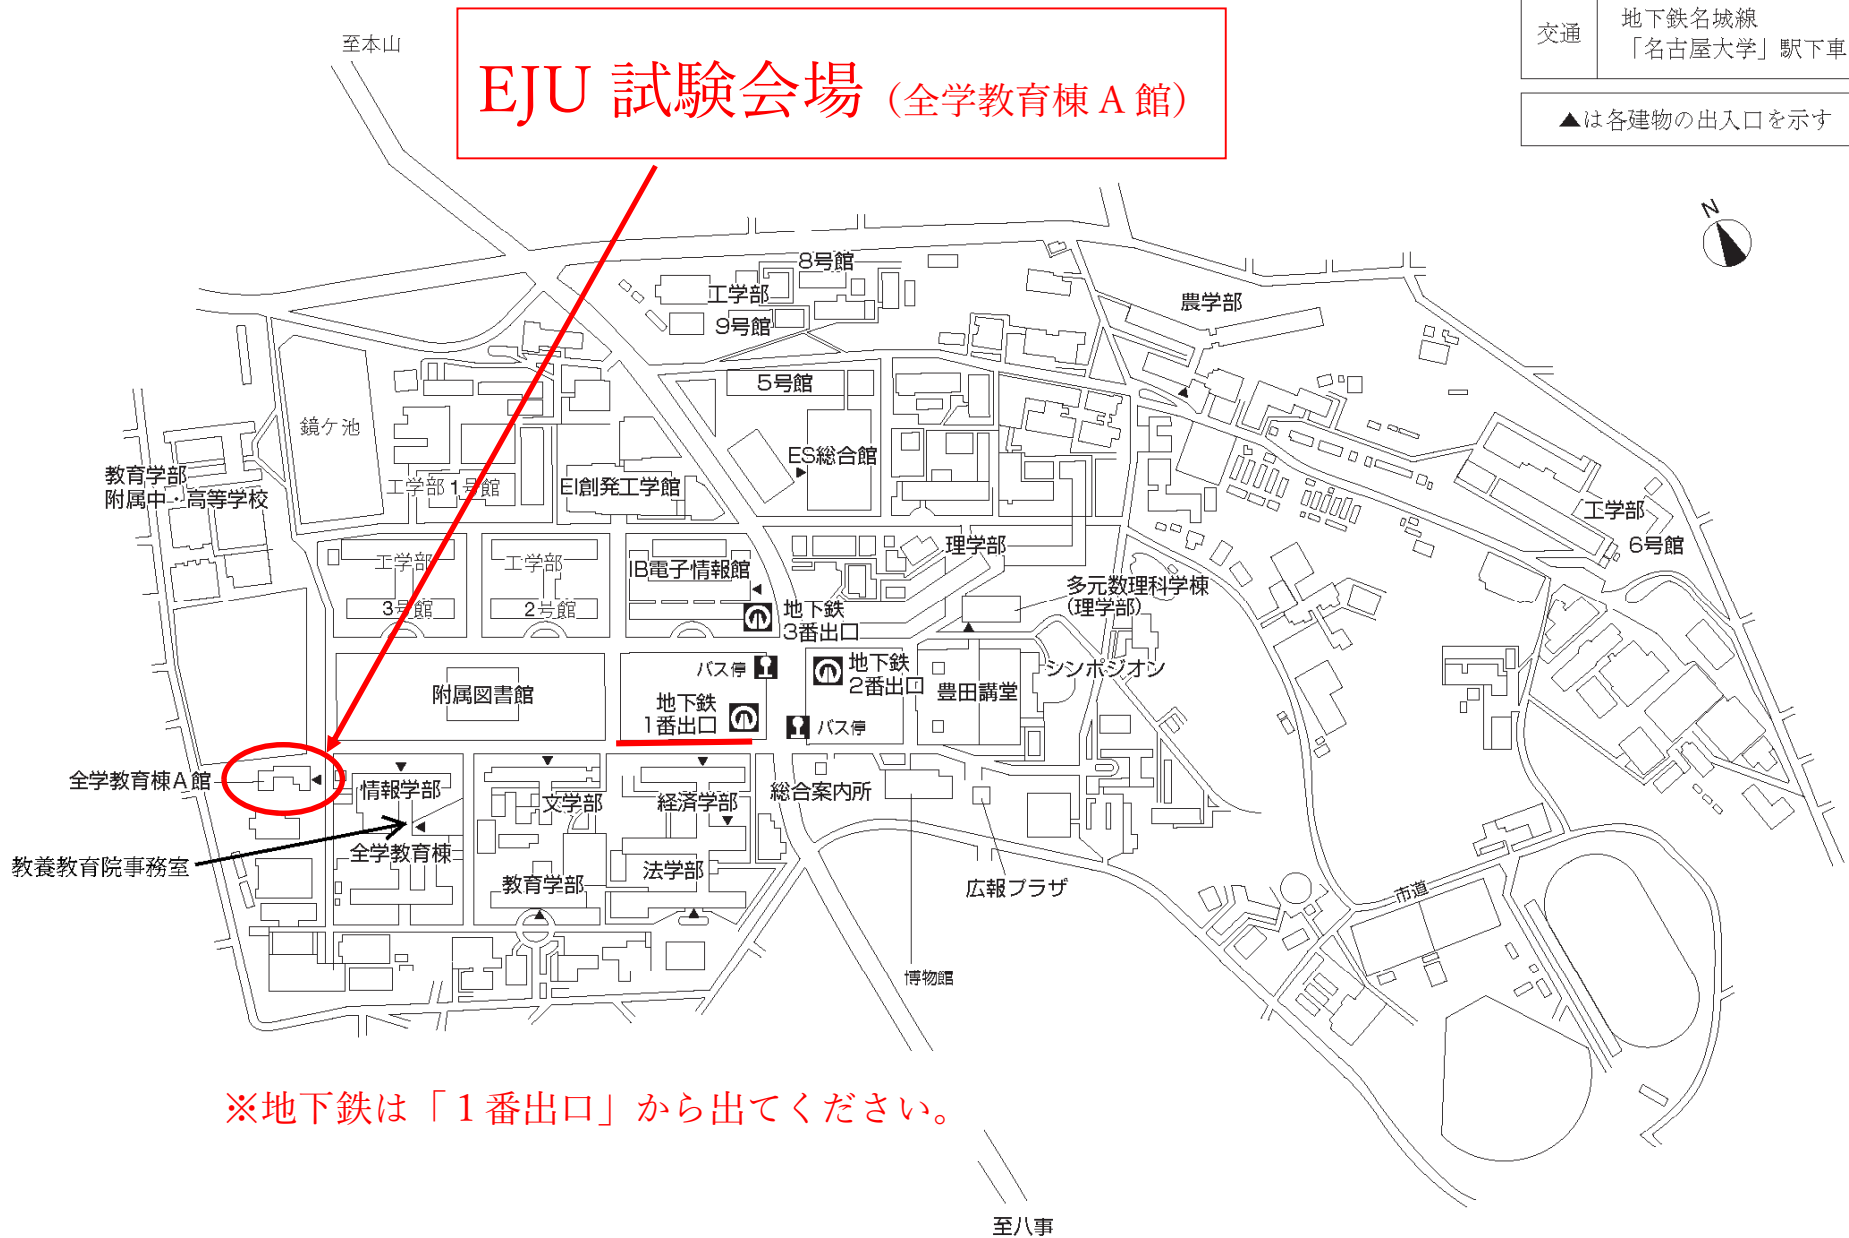 交通
地下鉄名城線
「名古屋大学」駅下車
▲は各建物の出入口を示す
至本山
EJU 試験会場（全学教育棟 A 館）
N
8号館
工学部
9号館
農学部
5号館
鏡ケ池
ES総合館
教育学部
附属中・高等学校
工学部 1号館
EI創発工学館
工学部
6号館
理学部
工学部
3号館
工学部
2号館
IB電子情報館
多元数理科学棟
(理学部)
地下鉄
3番出口
バス停
地下鉄
2番出口
シンポジオン
豊田講堂
附属図書館
地下鉄
1番出口
バス停
全学教育棟A館
情報学部
文学部
経済学部
総合案内所
全学教育棟
教養教育院事務室
教育学部
法学部
広報プラザ
市道
博物館
※地下鉄は「１番出口」から出てください。
至八事